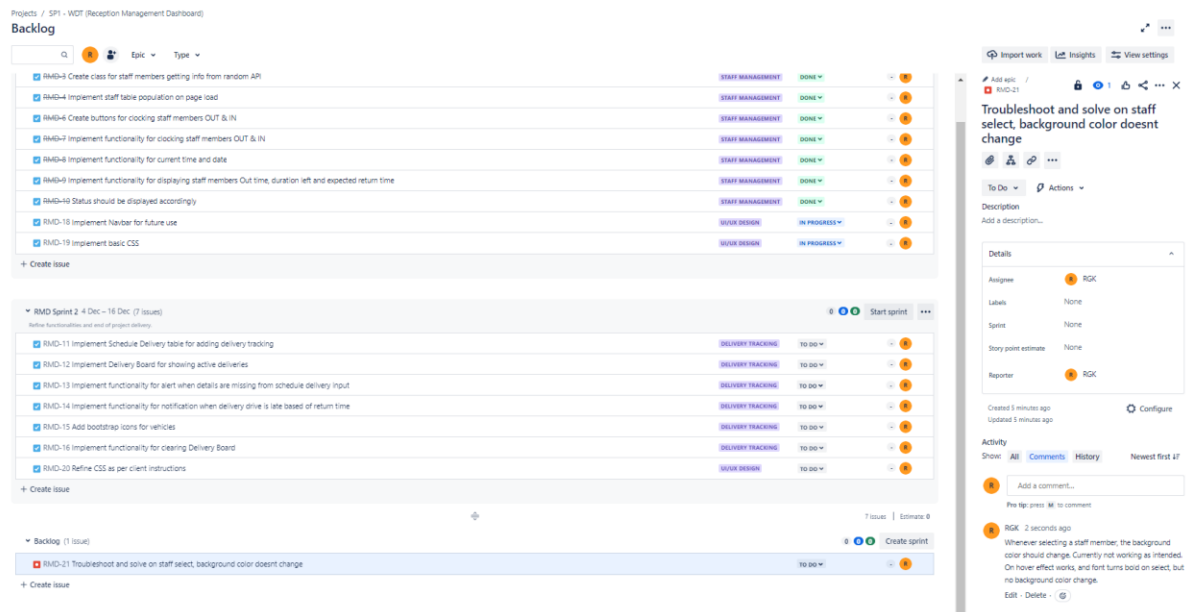 Projects / SP1 - WDT (Reception Management Dashboard)
Backlog
R Epic Type
Import work Insights View settings
RMD-3 Create class for staff members getting info from random API STAFF MANAGEMENT DONE - R
RMD-4 Implement staff table population on page load STAFF MANAGEMENT DONE - R
RMD-6 Create buttons for clocking staff members OUT & IN STAFF MANAGEMENT DONE - R
RMD-7 Implement functionality for clocking staff members OUT & IN STAFF MANAGEMENT DONE - R
RMD-8 Implement functionality for current time and date STAFF MANAGEMENT DONE - R
RMD-9 Implement functionality for displaying staff members Out time, duration left and expected return time STAFF MANAGEMENT DONE - R
RMD-10 Status should be displayed accordingly STAFF MANAGEMENT DONE - R
RMD-18 Implement Navbar for future use UI/UX DESIGN IN PROGRESS - R
RMD-19 Implement basic CSS UI/UX DESIGN IN PROGRESS - R
+ Create issue
RMD Sprint 2 4 Dec – 16 Dec (7 issues) 0 0 0 Start sprint
Refine functionalities and end of project delivery
RMD-11 Implement Schedule Delivery table for adding delivery tracking DELIVERY TRACKING TO DO - R
RMD-12 Implement Delivery Board for showing active deliveries DELIVERY TRACKING TO DO - R
RMD-13 Implement functionality for alert when details are missing from schedule delivery input DELIVERY TRACKING TO DO - R
RMD-14 Implement functionality for notification when delivery drive is late based of return time DELIVERY TRACKING TO DO - R
RMD-15 Add bootstrap icons for vehicles DELIVERY TRACKING TO DO - R
RMD-16 Implement functionality for clearing Delivery Board DELIVERY TRACKING TO DO - R
RMD-20 Refine CSS as per client instructions UI/UX DESIGN TO DO - R
+ Create issue
7 issues | Estimate: 0
Backlog (1 issue) 0 0 0 Create sprint
RMD-21 Troubleshoot and solve on staff select, background color doesnt change TO DO - R
+ Create issue
Add epic /
RMD-21
1
Troubleshoot and solve on staff
select, background color doesnt
change
To Do Actions
Description
Add a description...
Details
Assignee R RGK
Labels None
Sprint None
Story point estimate None
Reporter R RGK
Created 5 minutes ago
Updated 5 minutes ago
Configure
Activity
Show: All Comments History Newest first
R Add a comment...
Pro tip: press M to comment
R RGK 2 seconds ago
Whenever selecting a staff member, the background
color should change. Currently not working as intended.
On hover effect works, and font turns bold on select, but
no background color change.
Edit · Delete ·